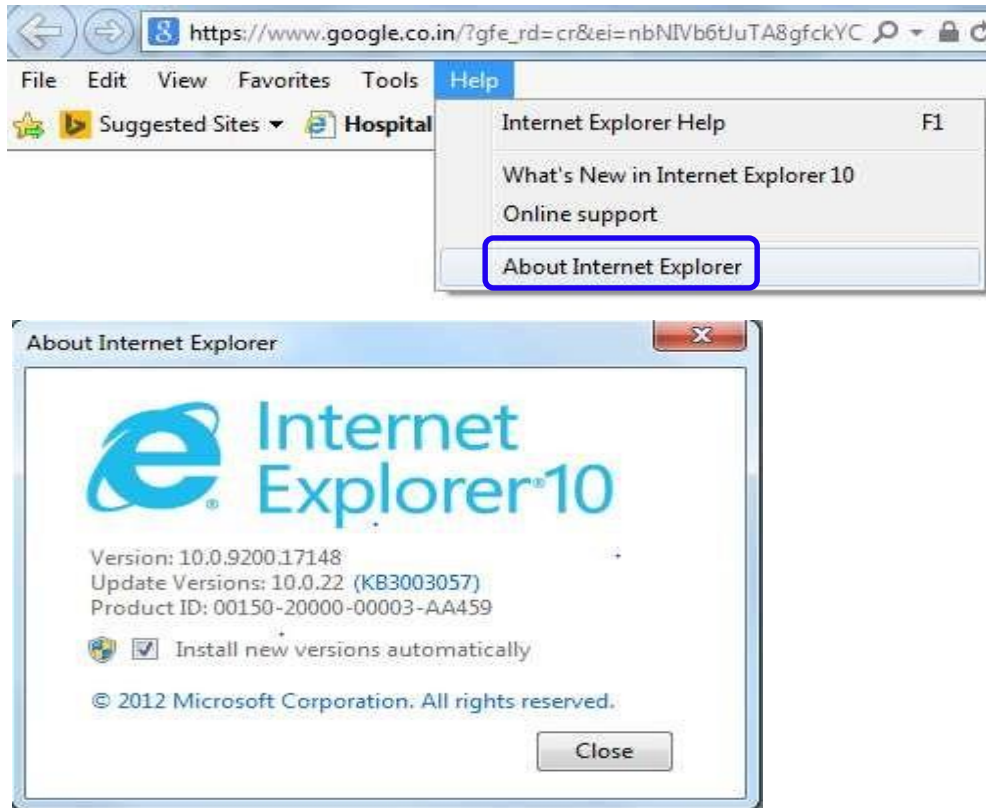 https://www.google.co.in/?gfe_rd=cr&ei=nbNIVb6tJuTA8gfckYC
File Edit View Favorites Tools Help
Suggested Sites Hospital
Internet Explorer Help F1
What's New in Internet Explorer 10
Online support
About Internet Explorer
About Internet Explorer
Internet
Explorer®10
Version: 10.0.9200.17148
Update Versions: 10.0.22 (KB3003057)
Product ID: 00150-20000-00003-AA459
Install new versions automatically
© 2012 Microsoft Corporation. All rights reserved.
Close